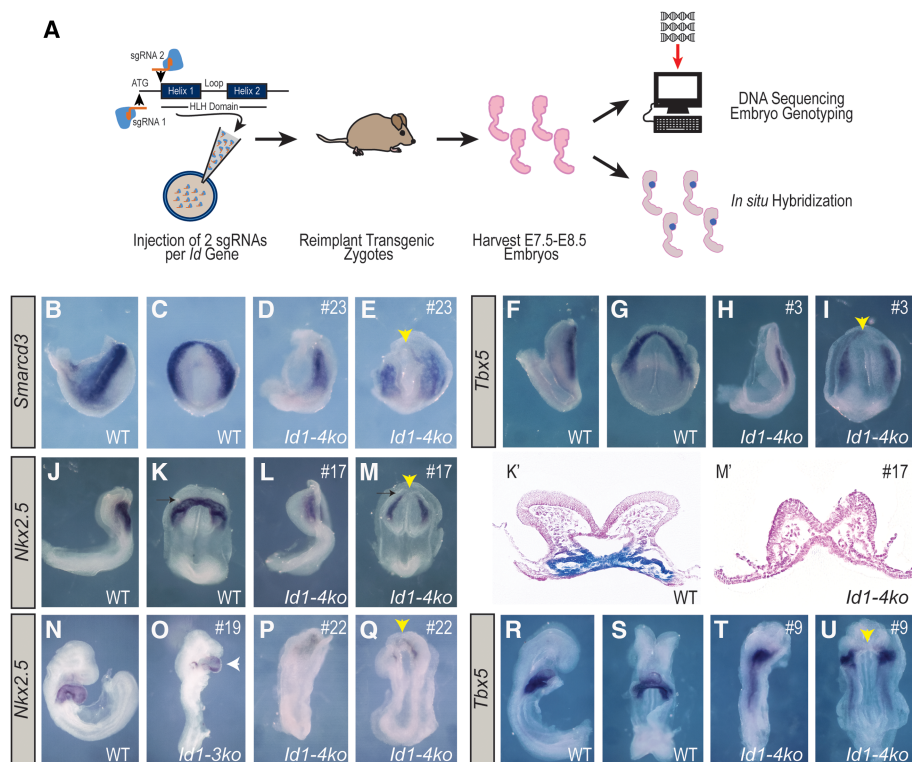 A
sgRNA 2
ATG
Loop
Helix 1
Helix 2
HLH Domain
sgRNA 1
Injection of 2 sgRNAs
per Id Gene
Reimplant Transgenic
Zygotes
Harvest E7.5-E8.5
Embryos
DNA Sequencing
Embryo Genotyping
In situ Hybridization
Smarcd3
B
WT
C
WT
D
#23
Id1-4ko
E
#23
Id1-4ko
Tbx5
F
WT
G
WT
H
#3
Id1-4ko
I
#3
Id1-4ko
Nkx2.5
J
WT
K
WT
L
#17
Id1-4ko
M
#17
Id1-4ko
K'
WT
M'
#17
Id1-4ko
Nkx2.5
N
WT
O
#19
Id1-3ko
P
#22
Id1-4ko
Q
#22
Id1-4ko
Tbx5
R
WT
S
WT
T
#9
Id1-4ko
U
#9
Id1-4ko